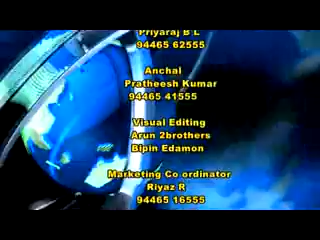 Priyaraj B L
94465 62555
Anchal
Pratheesh Kumar
94465 41555
Visual Editing
Arun 2brothers
Bipin Edamon
Marketing Co ordinator
Riyaz R
94465 16555